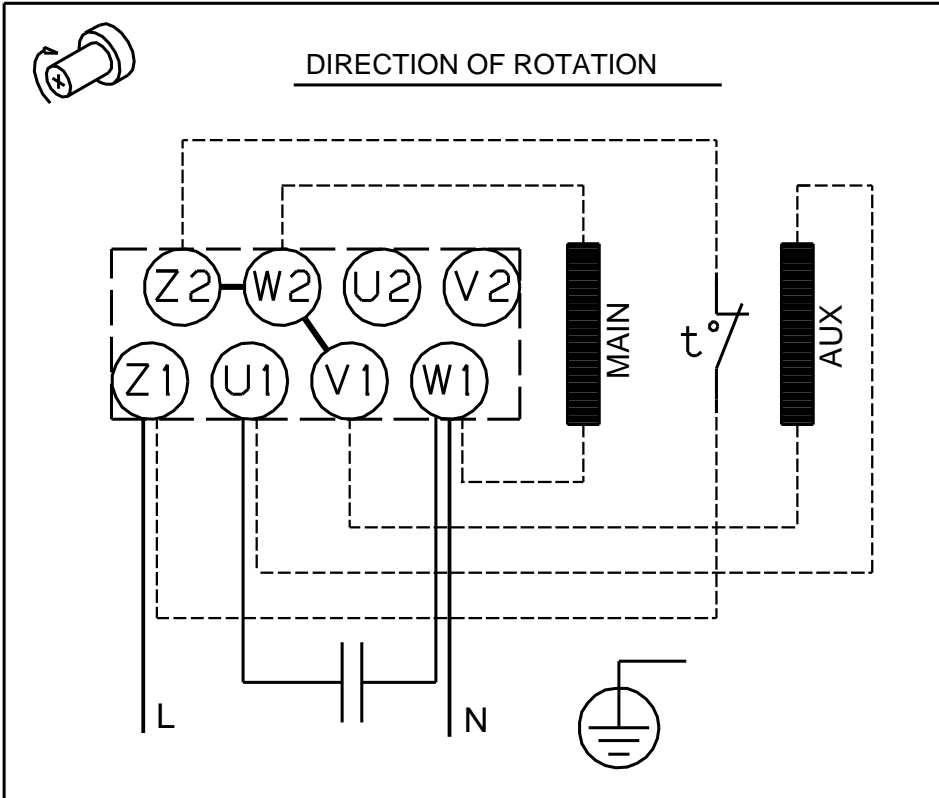 DIRECTION OF ROTATION
Z2 W2 U2 V2
Z1 U1 V1 W1
MAIN
t°
AUX
L
N